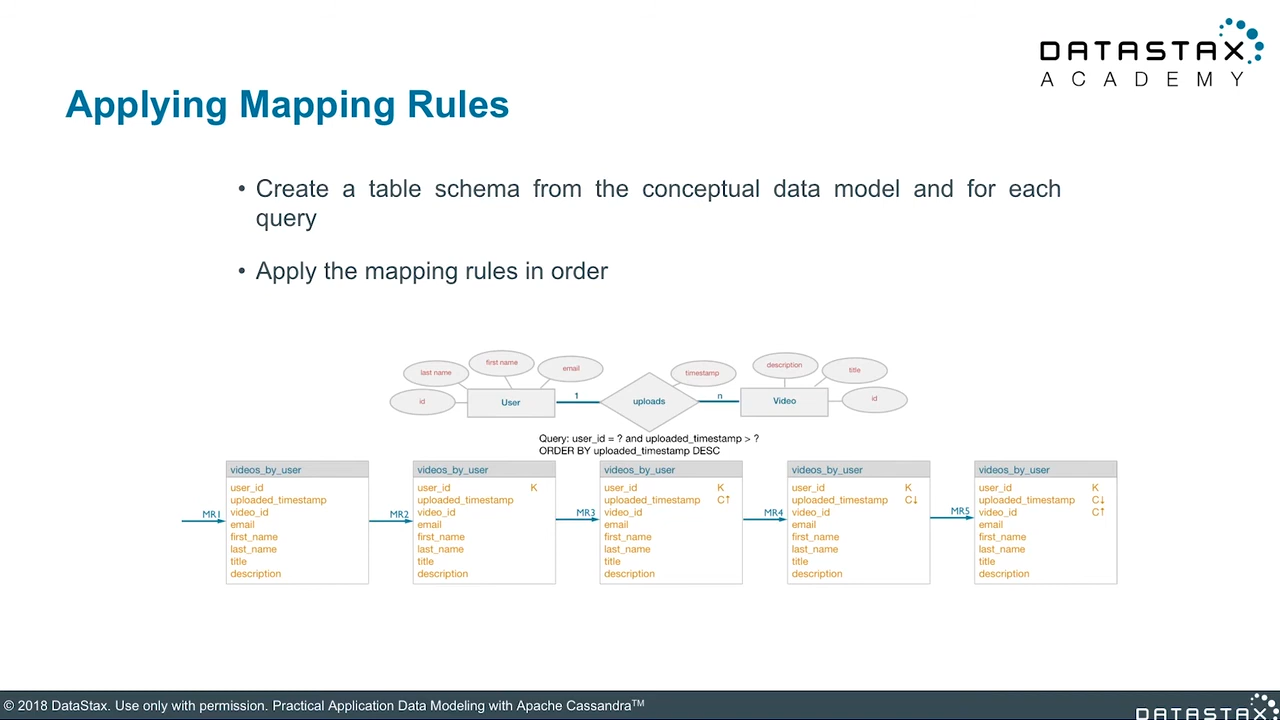 DATASTAX
ACADEMY
Applying Mapping Rules
• Create a table schema from the conceptual data model and for each
query
• Apply the mapping rules in order
last name
first name
email
timestamp
description
title
id
User
1
uploads
n
Video
id
Query: user_id = ? and uploaded_timestamp > ?
ORDER BY uploaded_timestamp DESC
MR1
videos_by_user
user_id
uploaded_timestamp
video_id
email
first_name
last_name
title
description
MR2
videos_by_user
user_id K
uploaded_timestamp
video_id
email
first_name
last_name
title
description
MR3
videos_by_user
user_id K
uploaded_timestamp C↑
video_id
email
first_name
last_name
title
description
MR4
videos_by_user
user_id K
uploaded_timestamp C↓
video_id
email
first_name
last_name
title
description
MR5
videos_by_user
user_id K
uploaded_timestamp C↓
video_id C↑
email
first_name
last_name
title
description
© 2018 DataStax. Use only with permission. Practical Application Data Modeling with Apache Cassandra™
DATASTAX